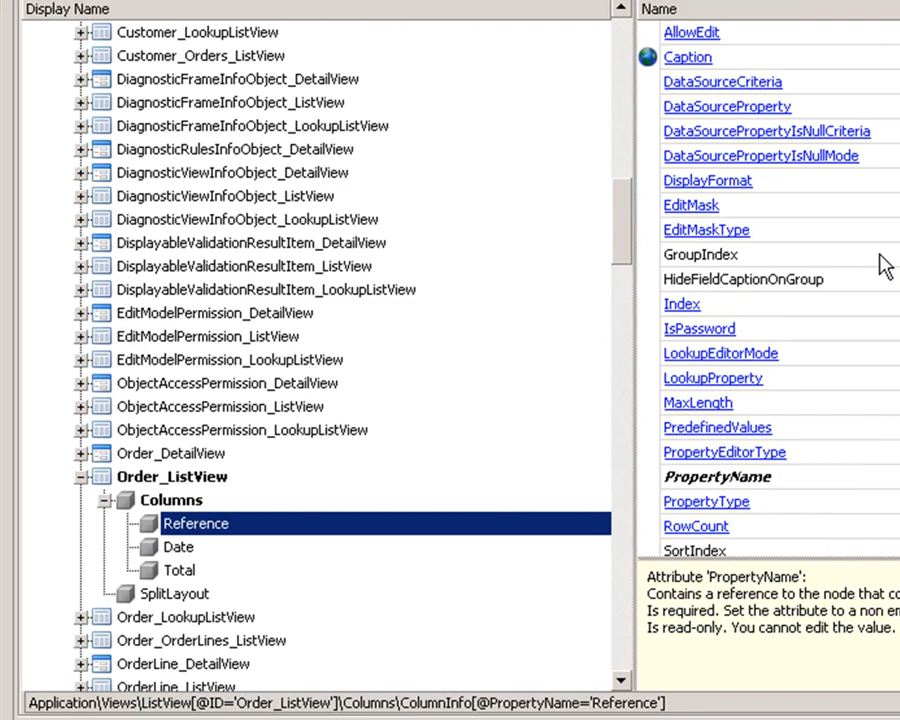 Display Name
Customer_LookupListView
Customer_Orders_ListView
DiagnosticFrameInfoObject_DetailView
DiagnosticFrameInfoObject_ListView
DiagnosticFrameInfoObject_LookupListView
DiagnosticRulesInfoObject_DetailView
DiagnosticViewInfoObject_DetailView
DiagnosticViewInfoObject_ListView
DiagnosticViewInfoObject_LookupListView
DisplayableValidationResultItem_DetailView
DisplayableValidationResultItem_ListView
DisplayableValidationResultItem_LookupListView
EditModelPermission_DetailView
EditModelPermission_ListView
EditModelPermission_LookupListView
ObjectAccessPermission_DetailView
ObjectAccessPermission_ListView
ObjectAccessPermission_LookupListView
Order_DetailView
Order_ListView
Columns
Reference
Date
Total
SplitLayout
Order_LookupListView
Order_OrderLines_ListView
OrderLine_DetailView
OrderLine_ListView
Name
AllowEdit
Caption
DataSourceCriteria
DataSourceProperty
DataSourcePropertyIsNullCriteria
DataSourcePropertyIsNullMode
DisplayFormat
EditMask
EditMaskType
GroupIndex
HideFieldCaptionOnGroup
Index
IsPassword
LookupEditorMode
LookupProperty
MaxLength
PredefinedValues
PropertyEditorType
PropertyName
PropertyType
RowCount
SortIndex
Attribute 'PropertyName':
Contains a reference to the node that
Is required. Set the attribute to a non
Is read-only. You cannot edit the value.
Application\Views\ListView[@ID='Order_ListView']\Columns\ColumnInfo[@PropertyName='Reference']